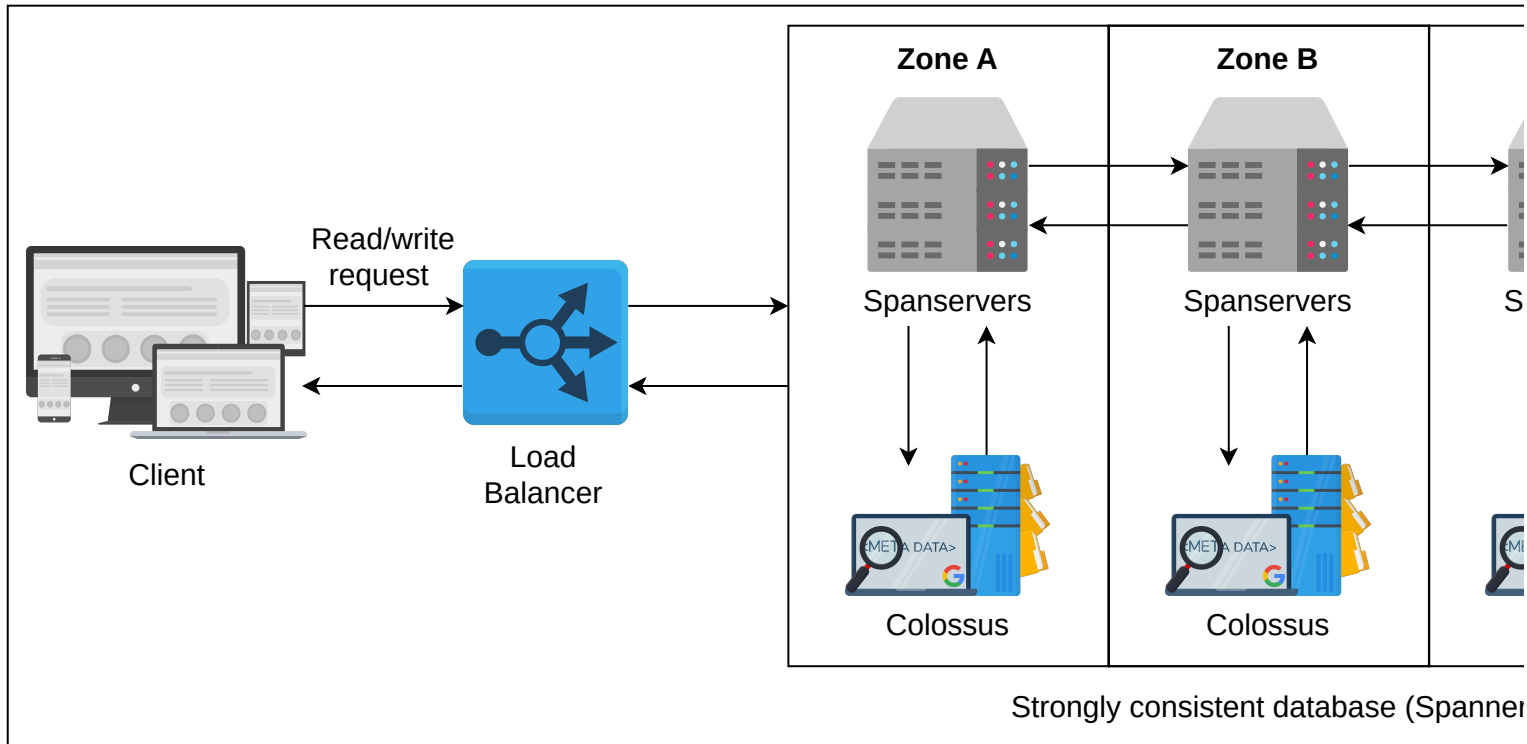 Zone A
Zone B
Read/write
request
Spanservers
Spanservers
S
Client
Load
Balancer
<META DATA>
<META DATA>
<ME
Colossus
Colossus
Strongly consistent database (Spanner